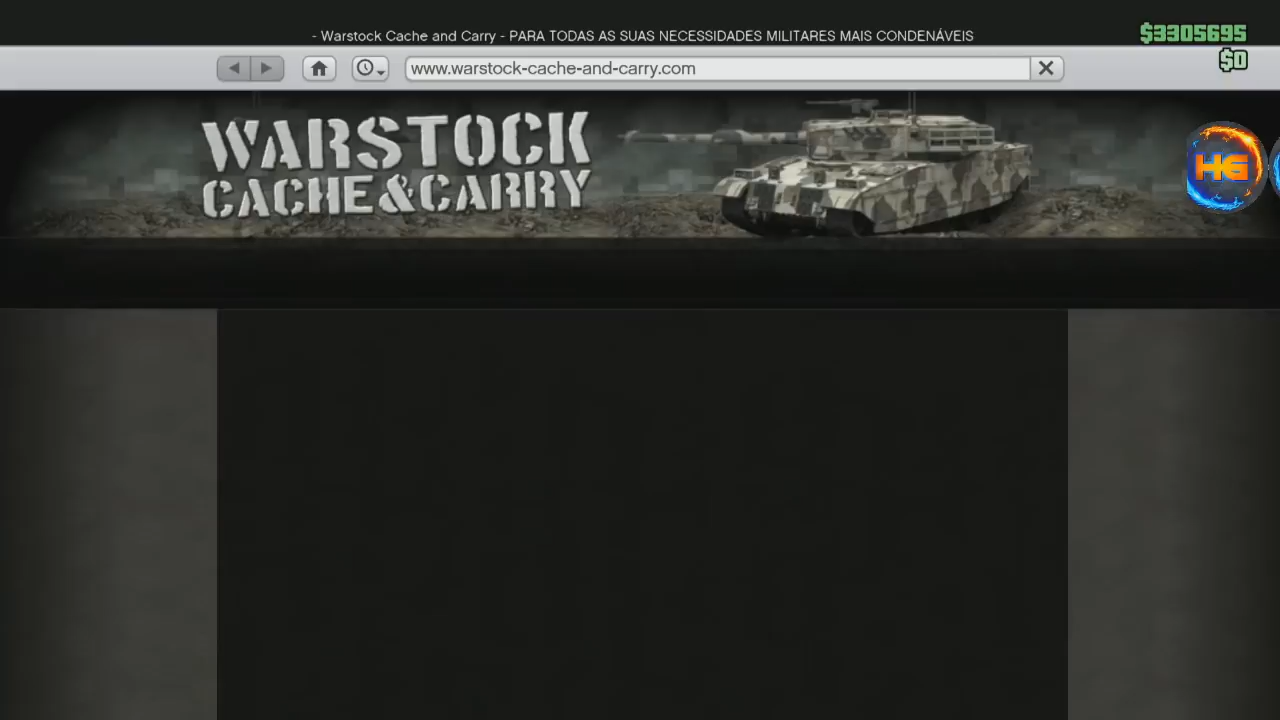 - Warstock Cache and Carry - PARA TODAS AS SUAS NECESSIDADES MILITARES MAIS CONDENÁVEIS
$3305695
$0
www.warstock-cache-and-carry.com
WARSTOCK
CACHE&CARRY
HG